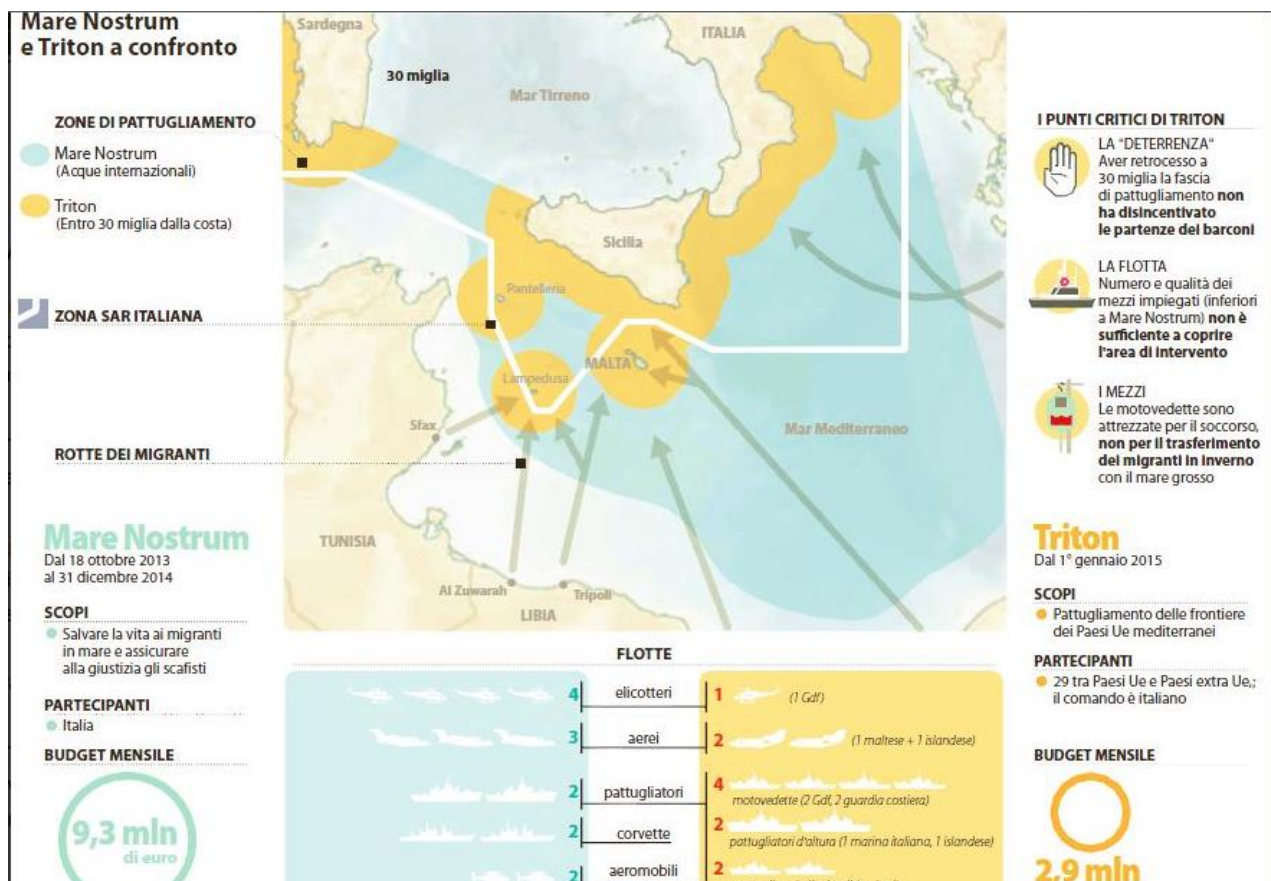 Mare Nostrum
e Triton a confronto
ZONE DI PATTUGLIAMENTO
Mare Nostrum
(Acque internazionali)
Triton
(Entro 30 miglia dalla costa)
ZONA SAR ITALIANA
ROTTE DEI MIGRANTI
Sardegna
30 miglia
Mar Tirreno
ITALIA
Sicilia
Pantelleria
MALTA
Lampedusa
Sfax
Mar Mediterraneo
TUNISIA
Al Zuwarah
Tripoli
LIBIA
I PUNTI CRITICI DI TRITON
LA "DETERRENZA"
Aver retrocesso a
30 miglia la fascia
di pattugliamento non
ha disincentivato
le partenze dei barconi
LA FLOTTA
Numero e qualità dei
mezzi impiegati (inferiori
a Mare Nostrum) non è
sufficiente a coprire
l'area di intervento
I MEZZI
Le motovedette sono
attrezzate per il soccorso,
non per il trasferimento
dei migranti in inverno
con il mare grosso
Mare Nostrum
Dal 18 ottobre 2013
al 31 dicembre 2014
SCOPI
Salvare la vita ai migranti
in mare e assicurare
alla giustizia gli scafisti
PARTECIPANTI
Italia
BUDGET MENSILE
9,3 mln
di euro
FLOTTE
4 elicotteri 1 (1 Gdf)
3 aerei 2 (1 maltese + 1 islandese)
2 pattugliatori 4
motovedette (2 Gdf, 2 guardia costiera)
2 corvette 2
pattugliatori d'altura (1 marina italiana, 1 islandese)
2 aeromobili 2
Triton
Dal 1° gennaio 2015
SCOPI
Pattugliamento delle frontiere
dei Paesi Ue mediterranei
PARTECIPANTI
29 tra Paesi Ue e Paesi extra Ue,;
il comando è italiano
BUDGET MENSILE
2,9 mln